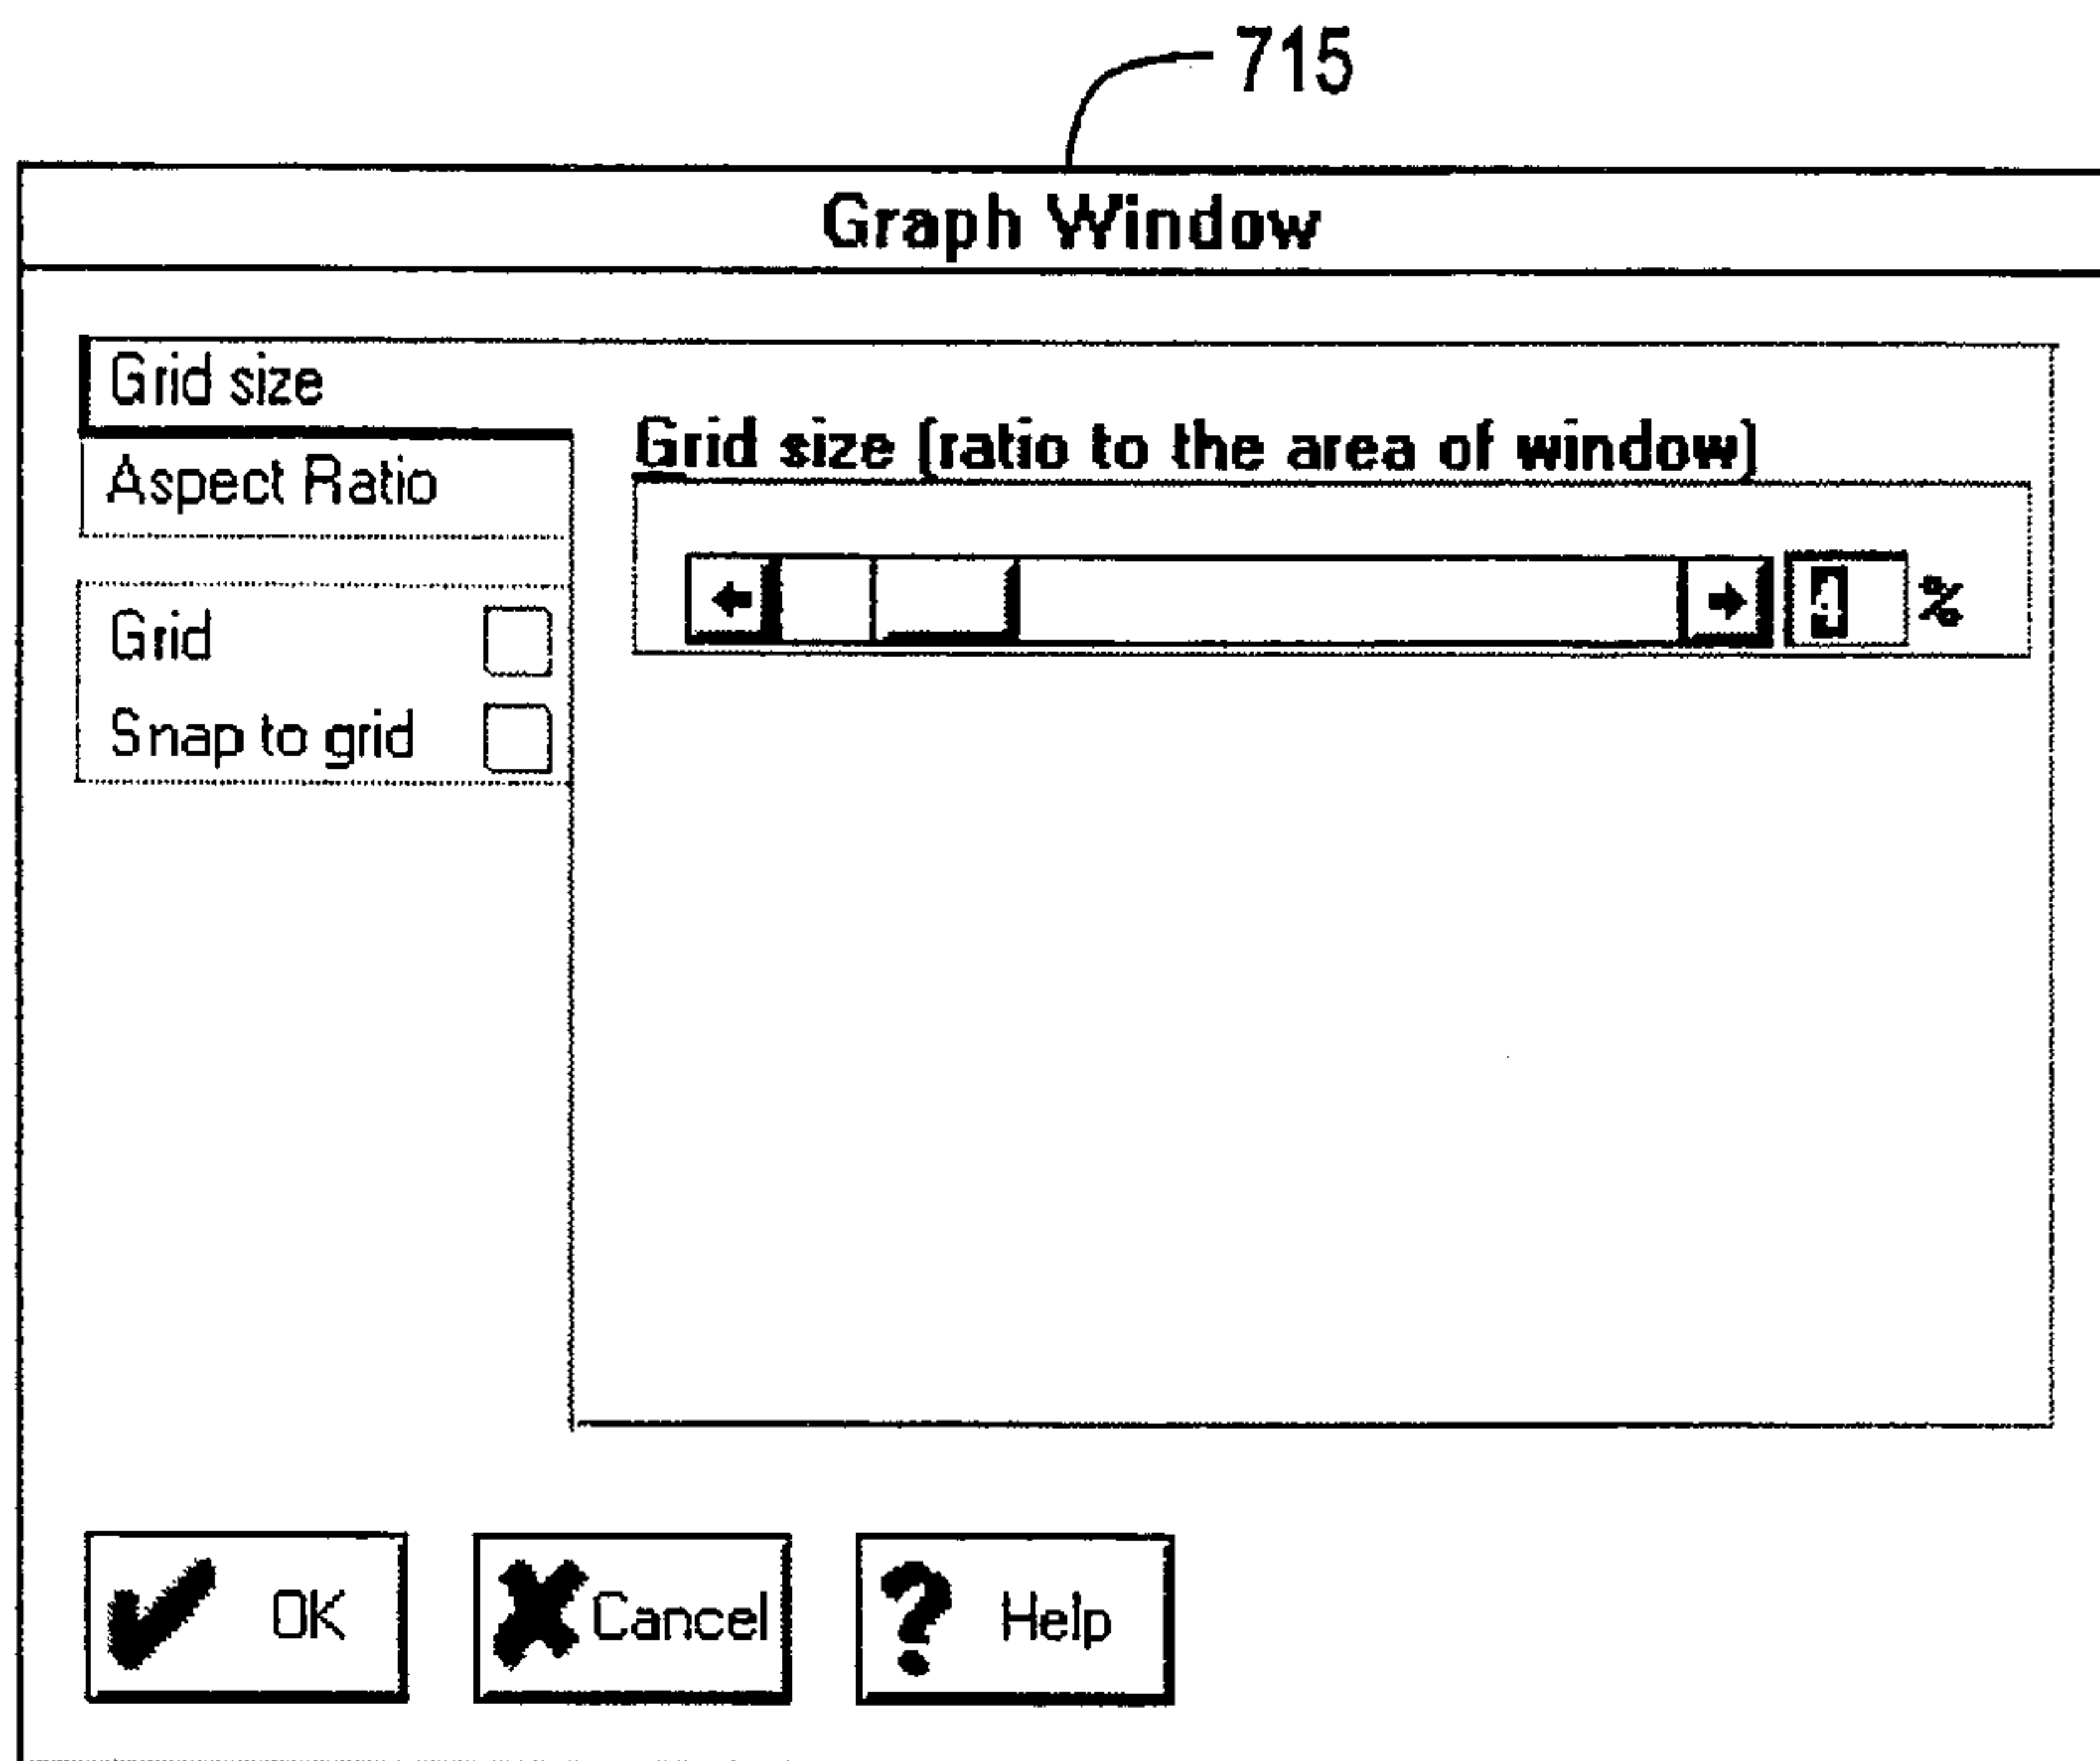 715
Graph Window
Grid size
Aspect Ratio
Grid
Snap to grid
Grid size (ratio to the area of window)
%
OK
Cancel
Help